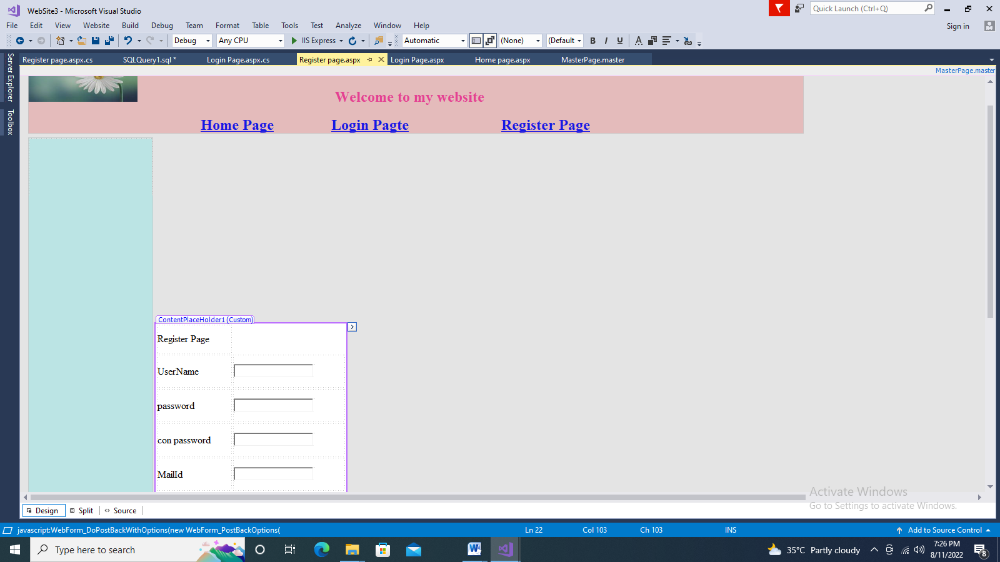 WebSite3 - Microsoft Visual Studio
Quick Launch (Ctrl+Q)
File Edit View Website Build Debug Team Format Table Tools Test Analyze Window Help
Sign in
Debug Any CPU IIS Express Automatic (None) (Default B I U A
Server Explorer
Toolbox
Register page.aspx.cs SQLQuery1.sql * Login Page.aspx.cs Register page.aspx Login Page.aspx Home page.aspx MasterPage.master
MasterPage.master
Welcome to my website
Home Page Login Pagte Register Page
ContentPlaceHolder1 (Custom)
Register Page
UserName
password
con password
MailId
Activate Windows
Go to Settings to activate Windows.
Design Split Source
javascript:WebForm_DoPostBackWithOptions(new WebForm_PostBackOptions( Ln 22 Col 103 Ch 103 INS Add to Source Control
Type here to search
35°C Partly cloudy
7:26 PM
8/11/2022
8